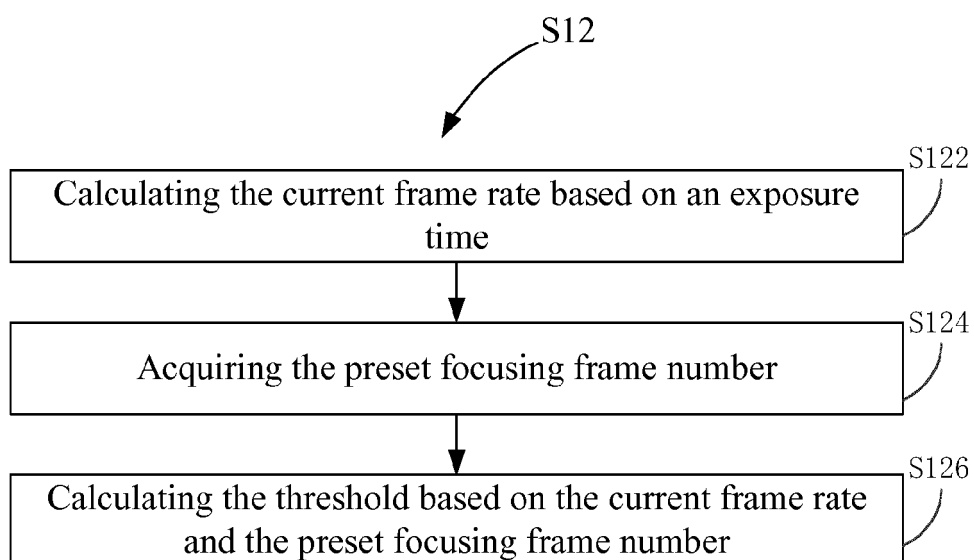 S12
S122
Calculating the current frame rate based on an exposure
time
S124
Acquiring the preset focusing frame number
S126
Calculating the threshold based on the current frame rate
and the preset focusing frame number